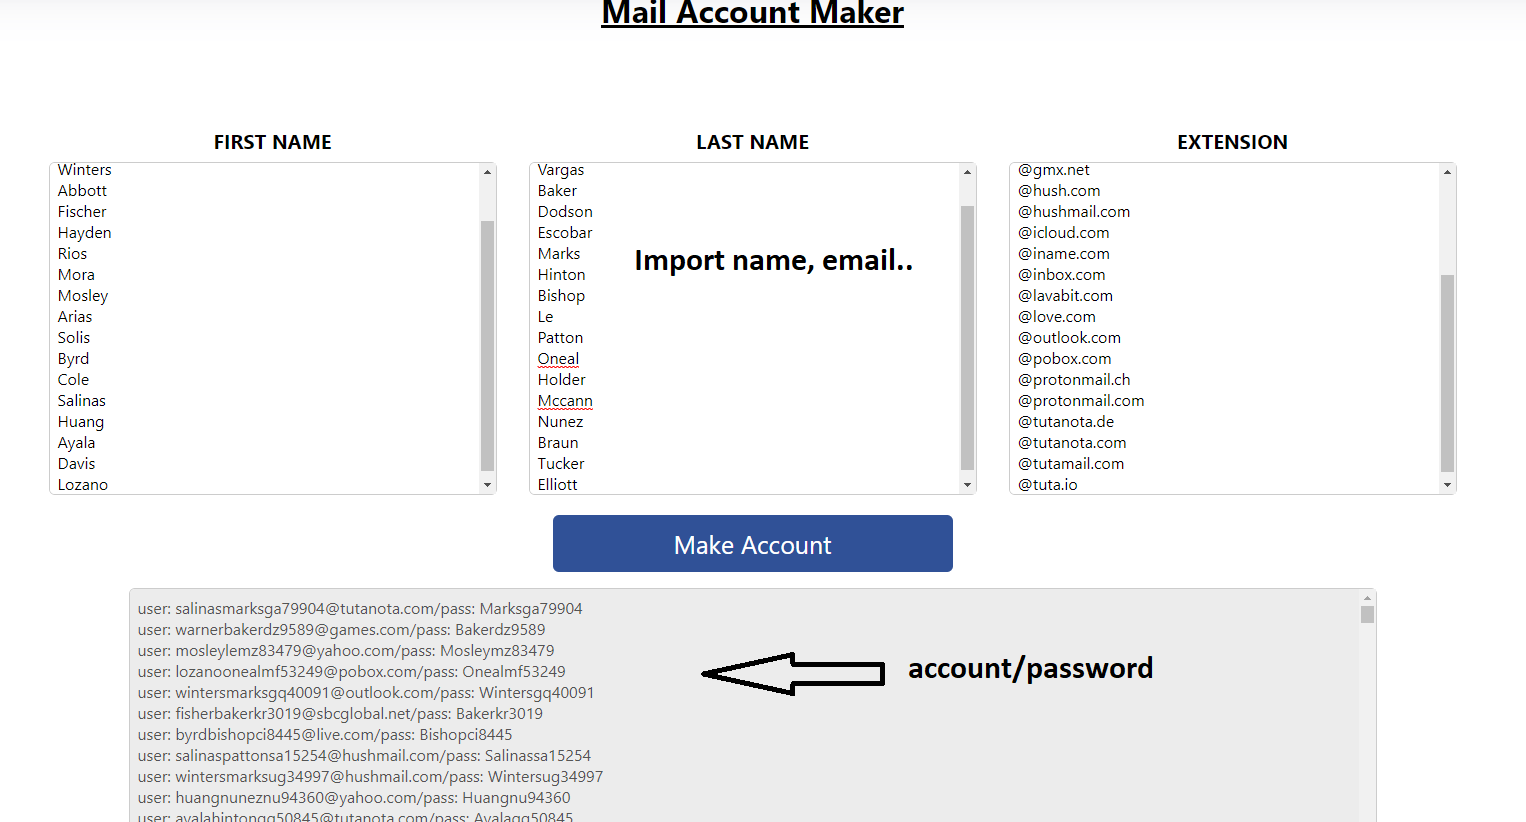 Mail Account Maker
FIRST NAME
Winters
Abbott
Fischer
Hayden
Rios
Mora
Mosley
Arias
Solis
Byrd
Cole
Salinas
Huang
Ayala
Davis
Lozano
LAST NAME
Vargas
Baker
Dodson
Escobar
Marks
Hinton
Bishop
Le
Patton
Oneal
Holder
Mccann
Nunez
Braun
Tucker
Elliott
Import name, email..
EXTENSION
@gmx.net
@hush.com
@hushmail.com
@icloud.com
@iname.com
@inbox.com
@lavabit.com
@love.com
@outlook.com
@pobox.com
@protonmail.ch
@protonmail.com
@tutanota.de
@tutanota.com
@tutamail.com
@tuta.io
Make Account
user: salinasmarksga79904@tutanota.com/pass: Marksga79904
user: warnerbakerdz9589@games.com/pass: Bakerdz9589
user: mosleylemz83479@yahoo.com/pass: Mosleymz83479
user: lozanoonealmf53249@pobox.com/pass: Onealmf53249
user: wintersmarksgq40091@outlook.com/pass: Wintersgq40091
user: fisherbakerkr3019@sbcglobal.net/pass: Bakerkr3019
user: byrdbishopci8445@live.com/pass: Bishopci8445
user: salinaspattonsa15254@hushmail.com/pass: Salinassa15254
user: wintersmarksug34997@hushmail.com/pass: Wintersug34997
user: huangnuneznu94360@yahoo.com/pass: Huangnu94360
account/password